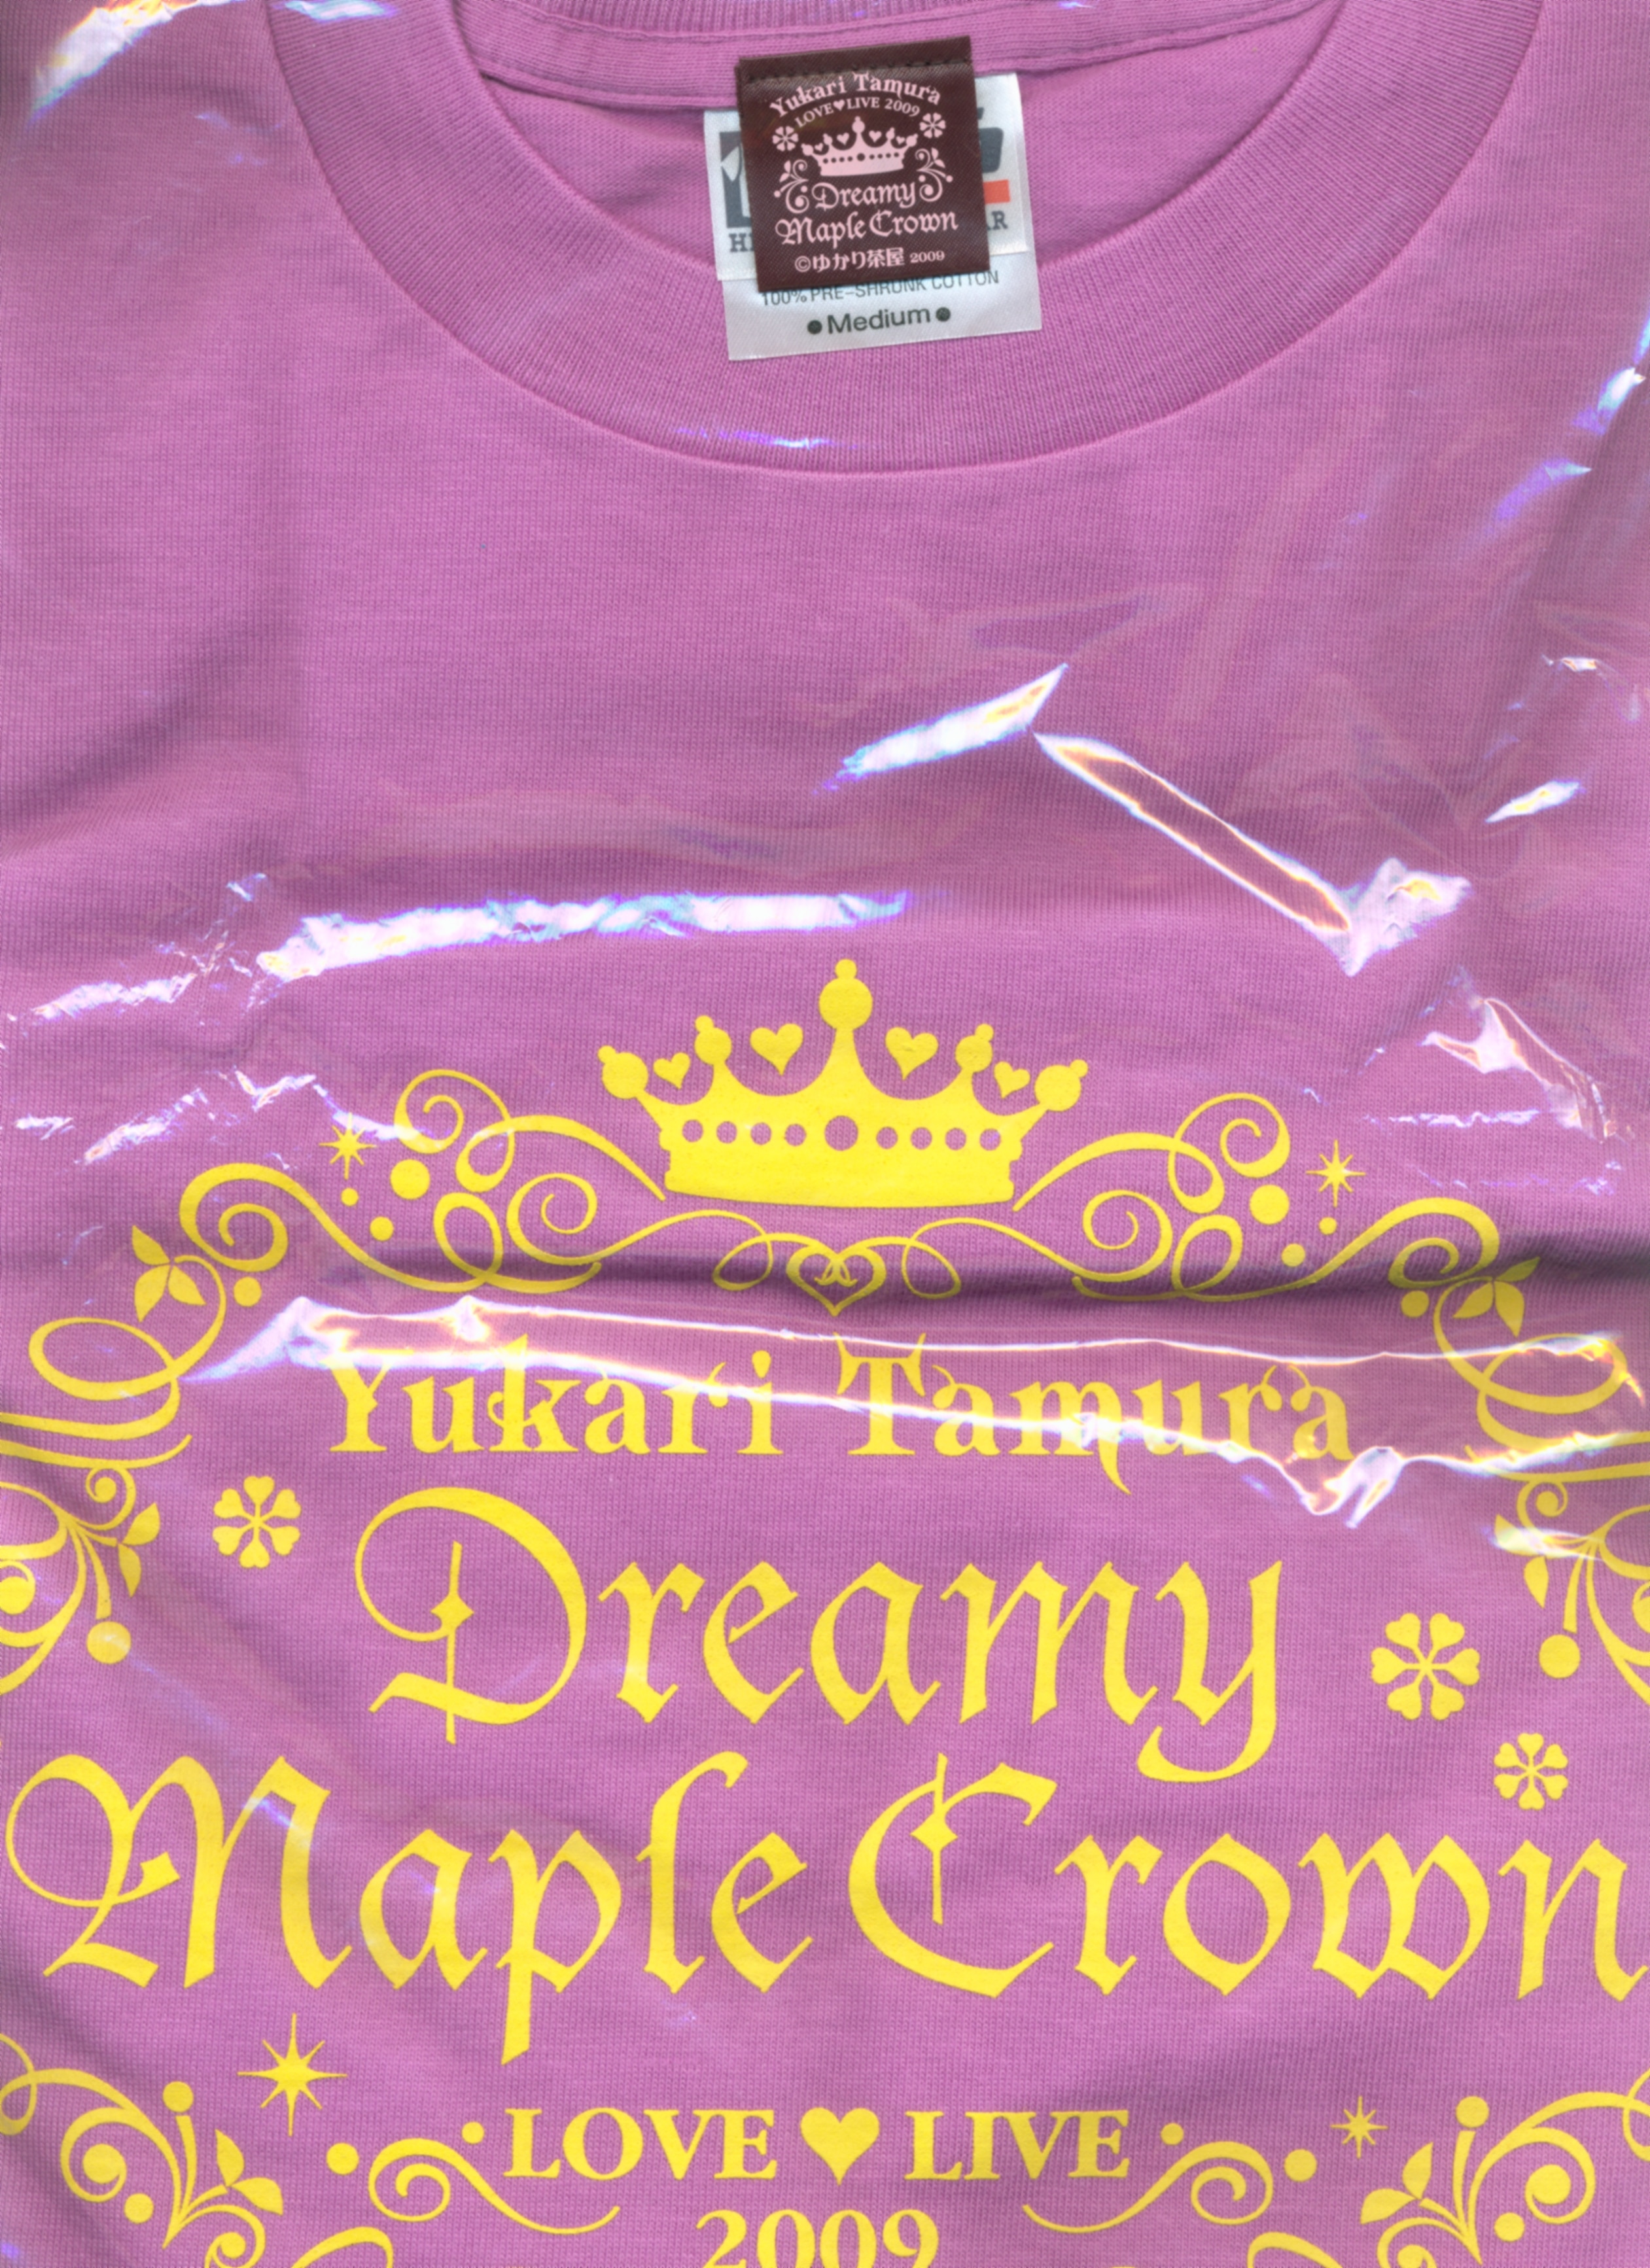 Yukari Tamura
LOVE♥LIVE 2009
Dreamy
Maple Crown
©ゆかり茶屋 2009
100% PRE-SHRUNK COTTON
●Medium●
Yukari Tamura
Dreamy
Maple Crown
LOVE♥LIVE
2009